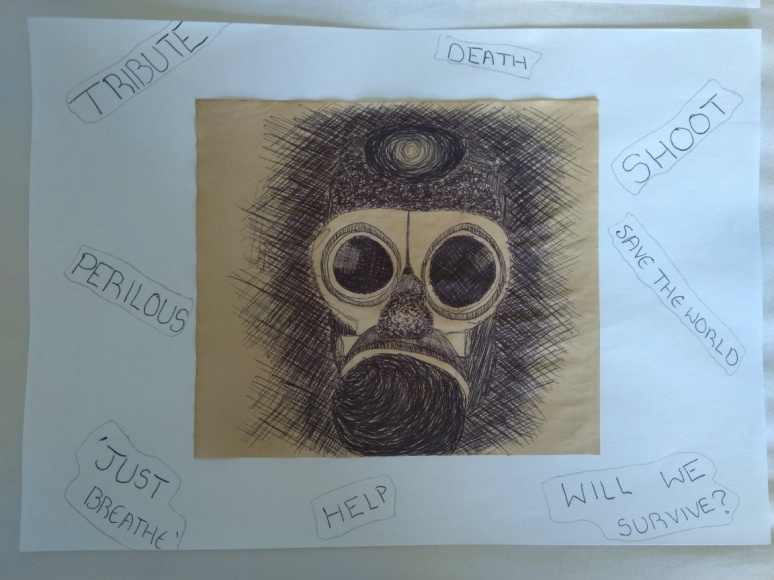 TRIBUTE
DEATH
SHOOT
PERILOUS
SAVE THE WORLD
'JUST
BREATHE'
HELP
WILL WE
SURVIVE?